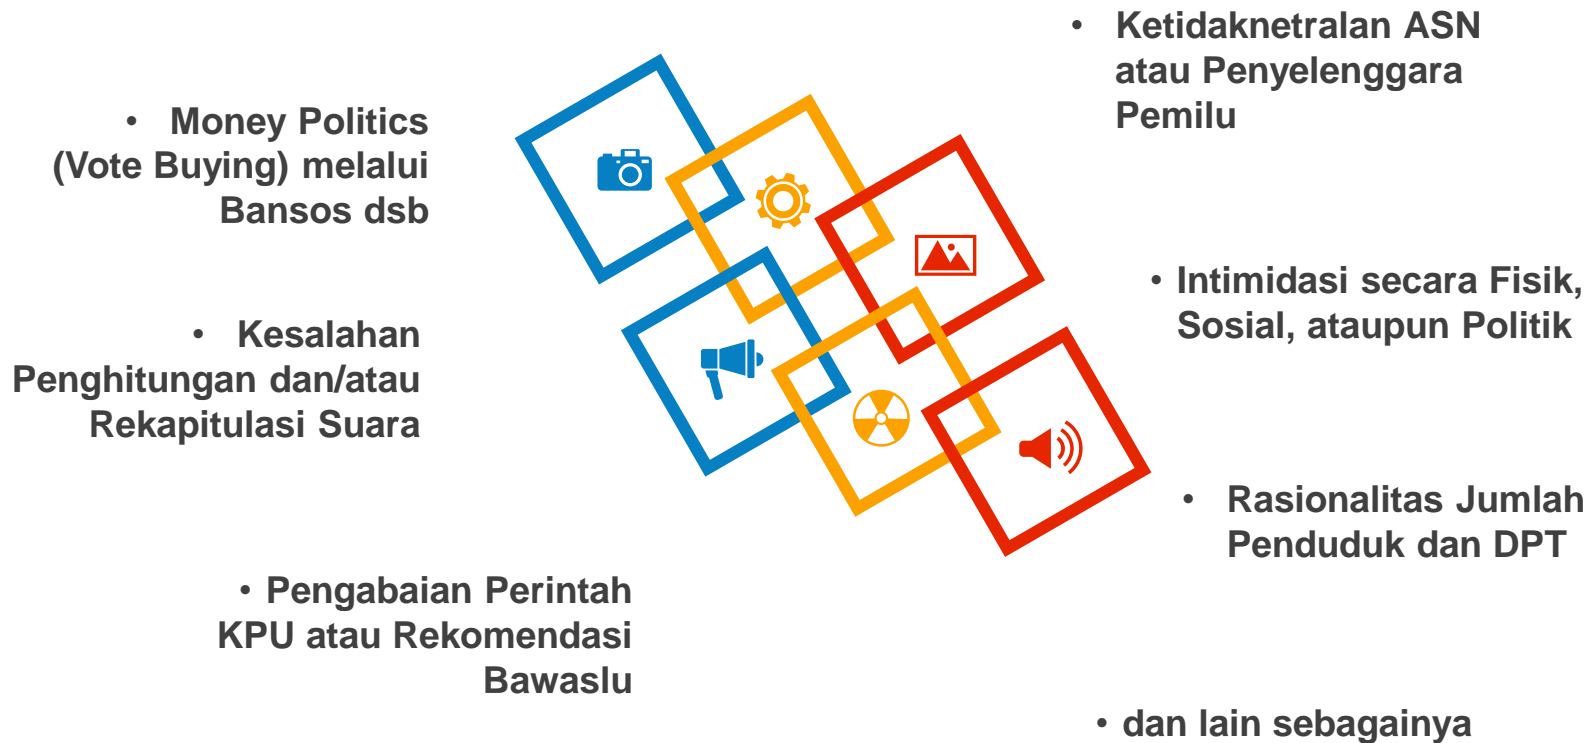 • Money Politics
(Vote Buying) melalui
Bansos dsb
• Kesalahan
Penghitungan dan/atau
Rekapitulasi Suara
• Pengabaian Perintah
KPU atau Rekomendasi
Bawaslu
• Ketidaknetralan ASN
atau Penyelenggara
Pemilu
• Intimidasi secara Fisik,
Sosial, ataupun Politik
• Rasionalitas Jumlah
Penduduk dan DPT
• dan lain sebagainya